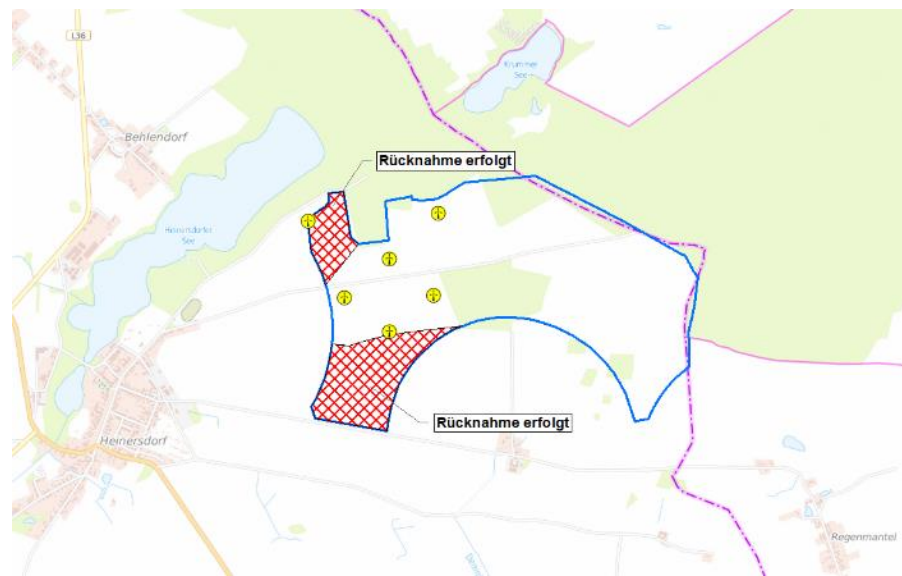 L36
Krummer
See
Behlendorf
Rücknahme erfolgt
Heinersdorfer
See
Rücknahme erfolgt
Heinersdorf
Regenmantel